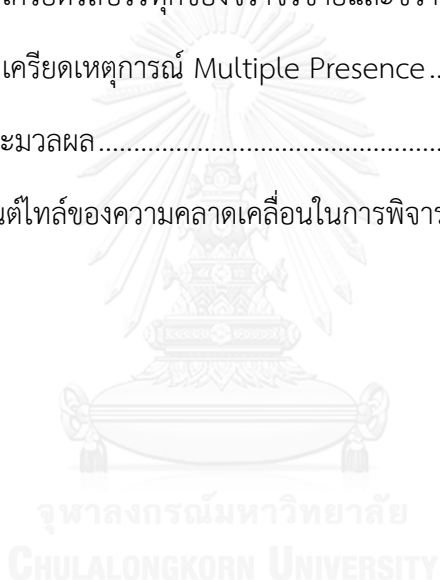 เครียดเหตุการณ์ Multiple Presence ..
ะมวลผล ................................................
นต์ไทล์ของความคลาดเคลื่อนในการพิจาร
จุฬาลงกรณ์มหาวิทยาลัย
CHULALONGKORN UNIVERSITY